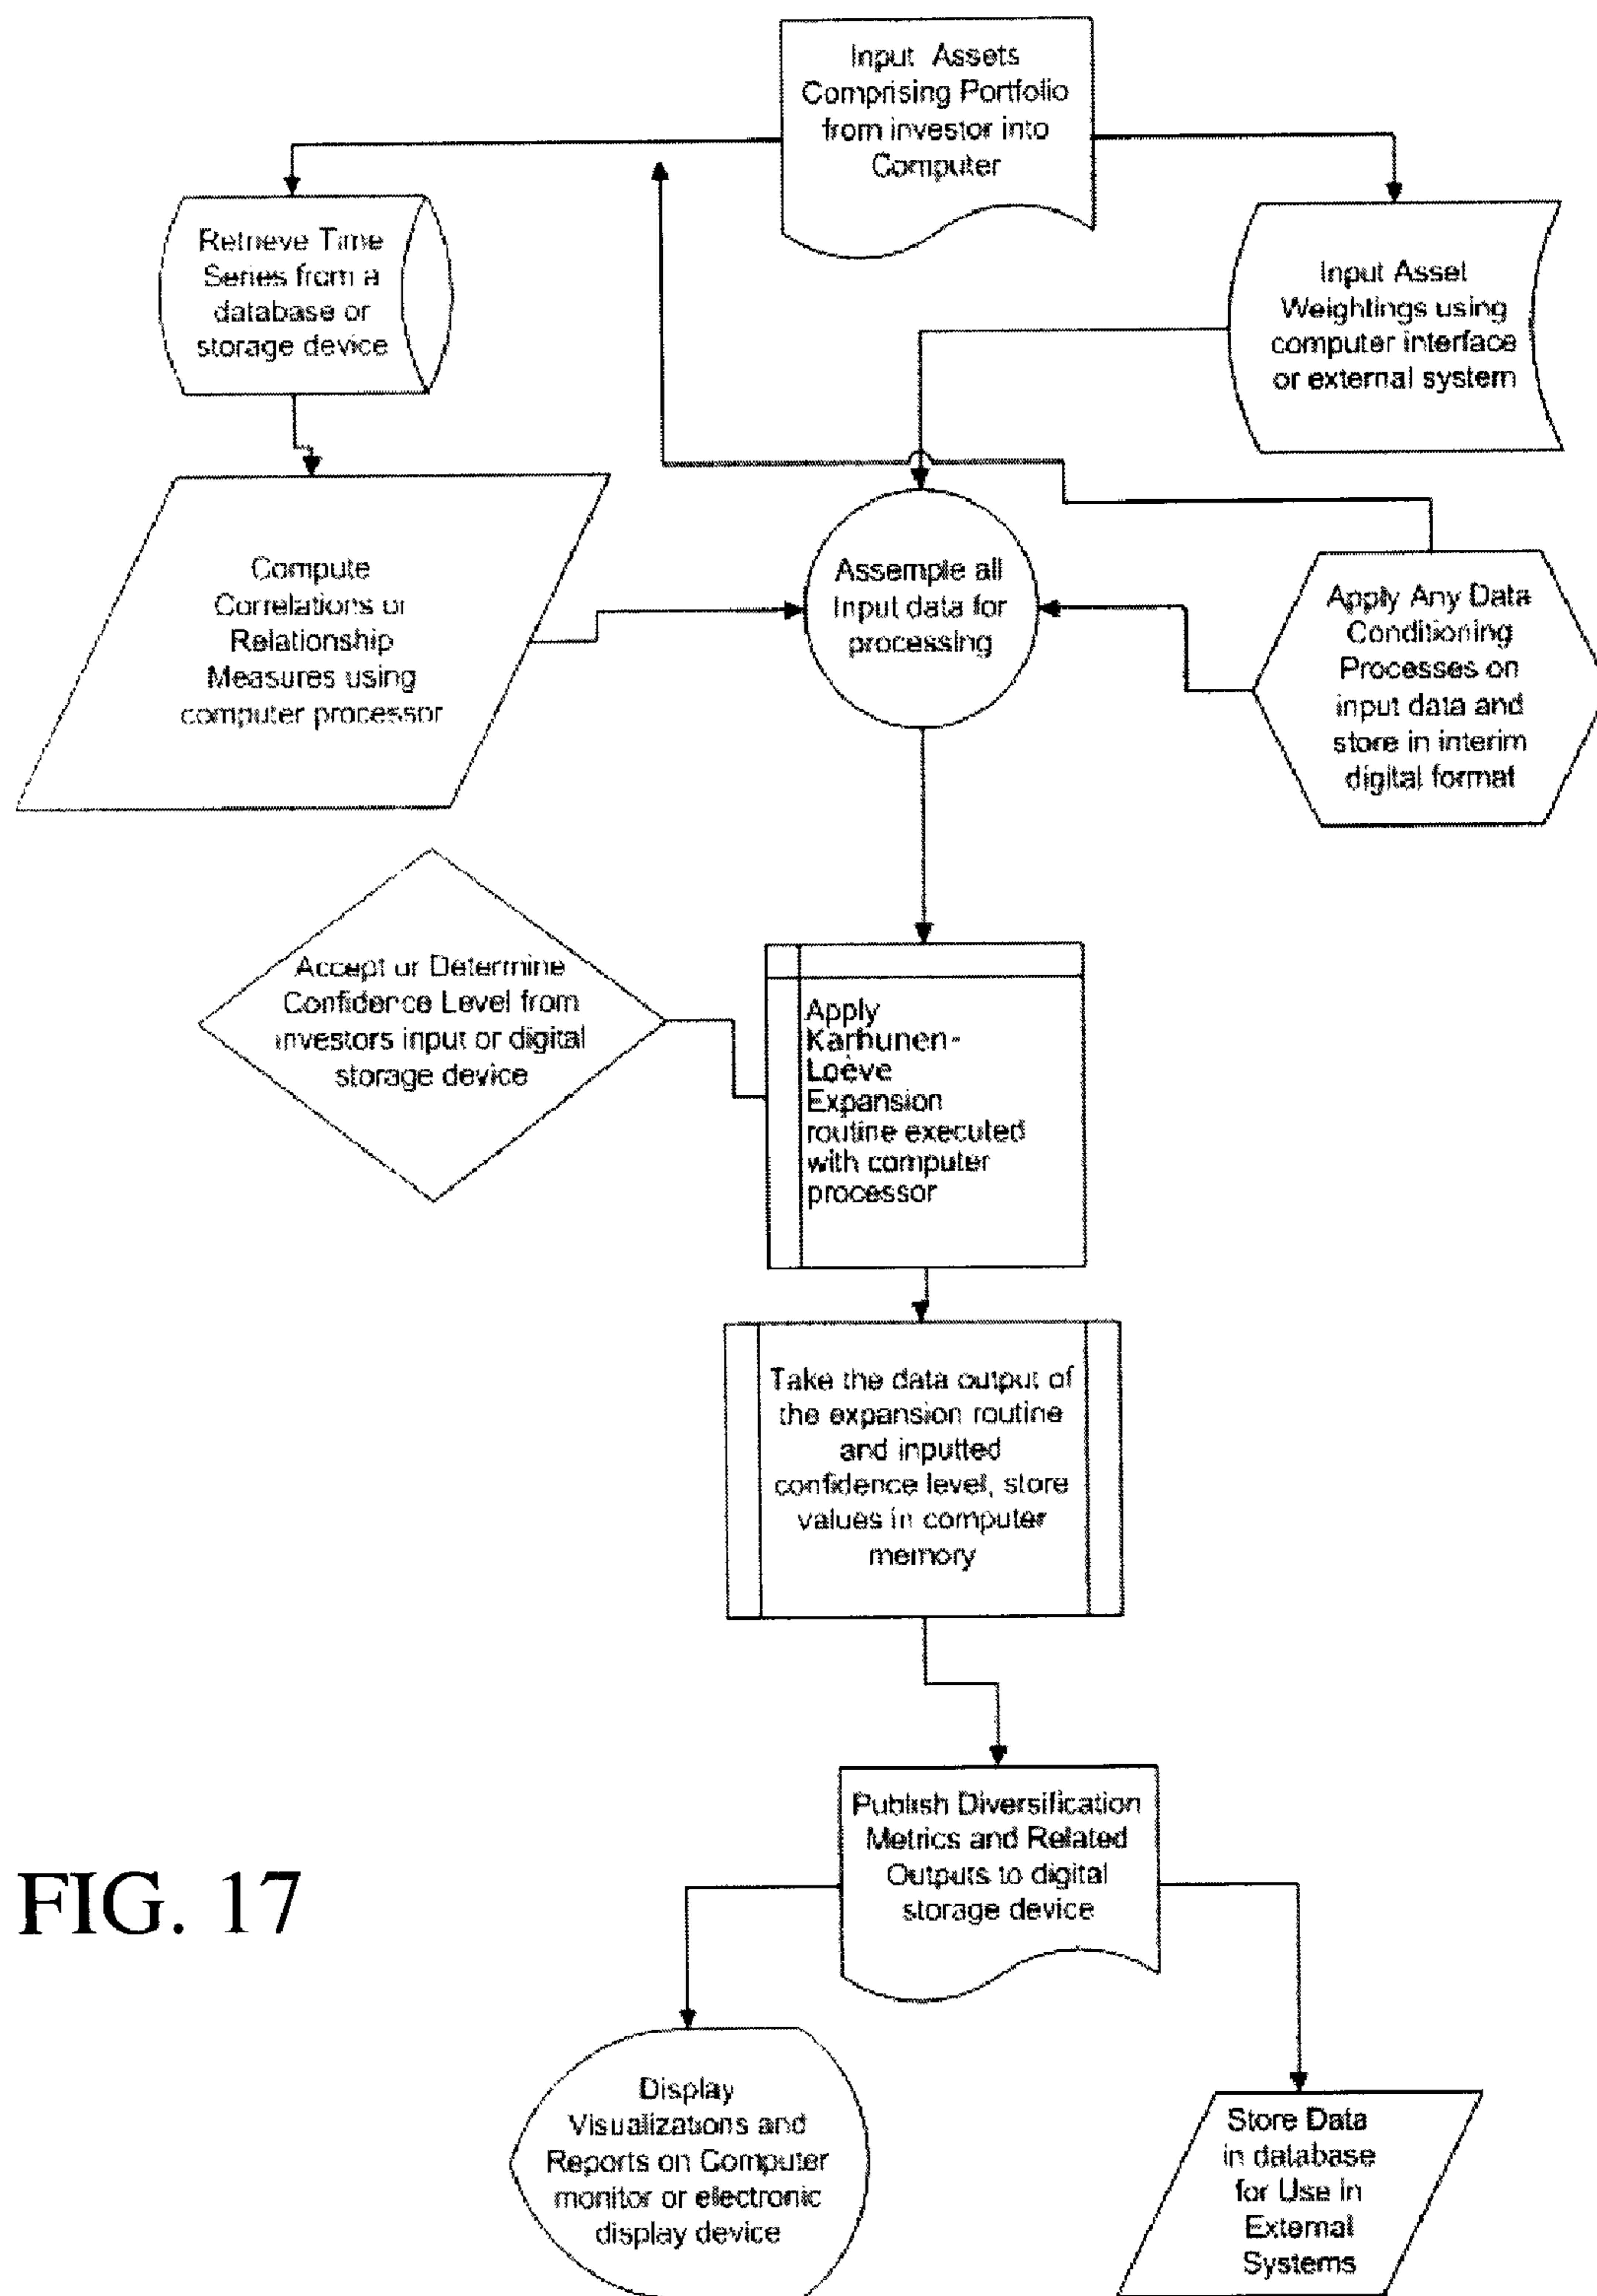 Input Assets
Comprising Portfolio
from investor into
Computer
Retrieve Time
Series from a
database or
storage device
Input Asset
Weightings using
computer interface
or external system
Compute
Correlations or
Relationship
Measures using
computer processor
Assemple all
Input data for
processing
Apply Any Data
Conditioning
Processes on
input data and
store in interim
digital format
Accept or Determine
Confidence Level from
investors input or digital
storage device
Apply
Karhunen-
Loève
Expansion
routine executed
with computer
processor
Take the data output of
the expansion routine
and inputted
confidence level, store
values in computer
memory
Publish Diversification
Metrics and Related
Outputs to digital
storage device
FIG. 17
Display
Visualizations and
Reports on Computer
monitor or electronic
display device
Store Data
in database
for Use in
External
Systems